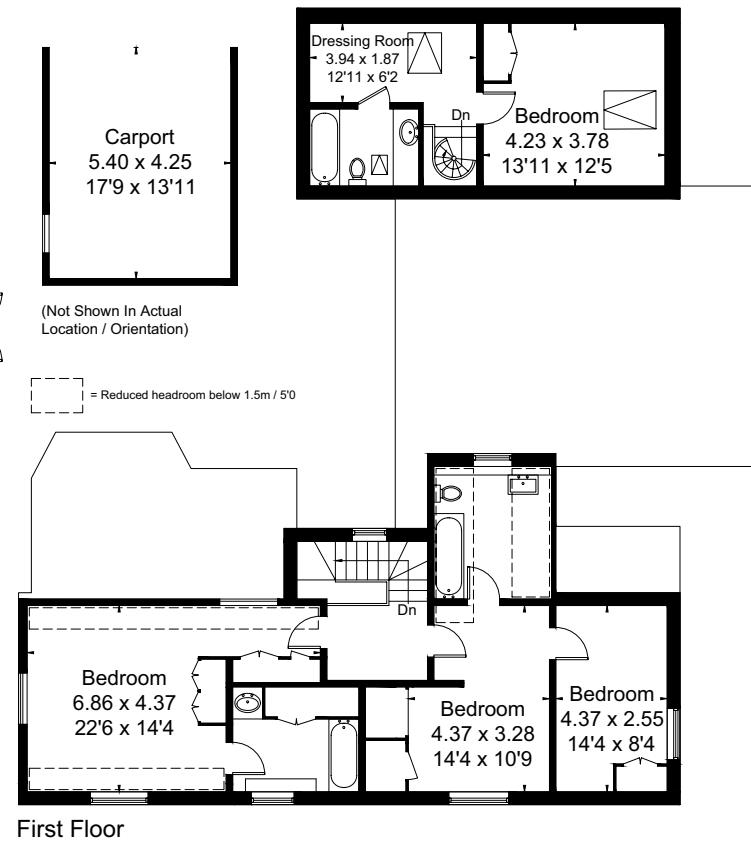 Dressing Room
3.94 x 1.87
12'11 x 6'2
Dn
Bedroom
4.23 x 3.78
13'11 x 12'5
Carport
5.40 x 4.25
17'9 x 13'11
(Not Shown In Actual
Location / Orientation)
= Reduced headroom below 1.5m / 5'0
Dn
Bedroom
6.86 x 4.37
22'6 x 14'4
Bedroom
4.37 x 3.28
14'4 x 10'9
Bedroom
4.37 x 2.55
14'4 x 8'4
First Floor